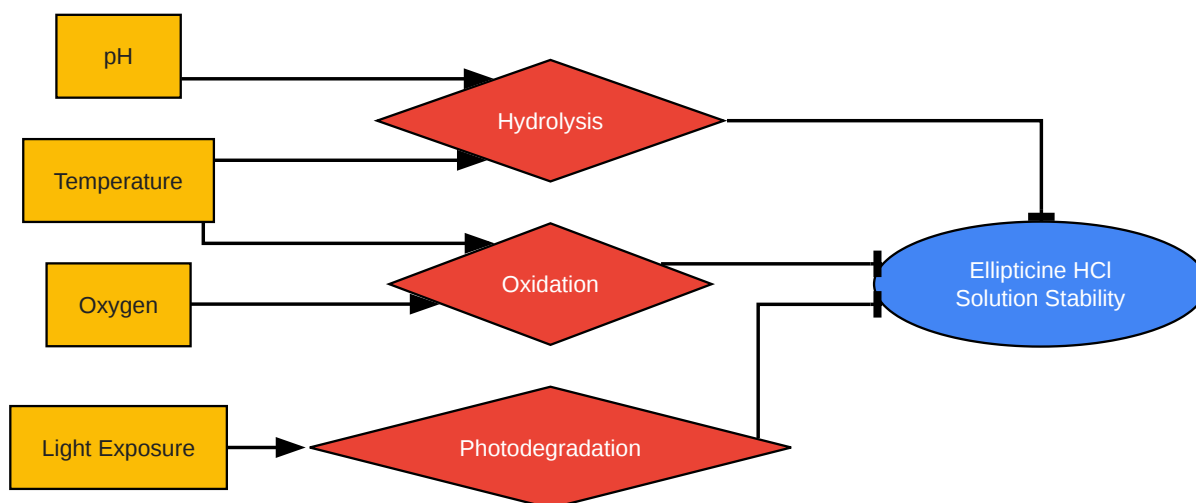 pH
Hydrolysis
Temperature
Oxidation
Oxygen
Ellipticine HCl
Solution Stability
Light Exposure
Photodegradation